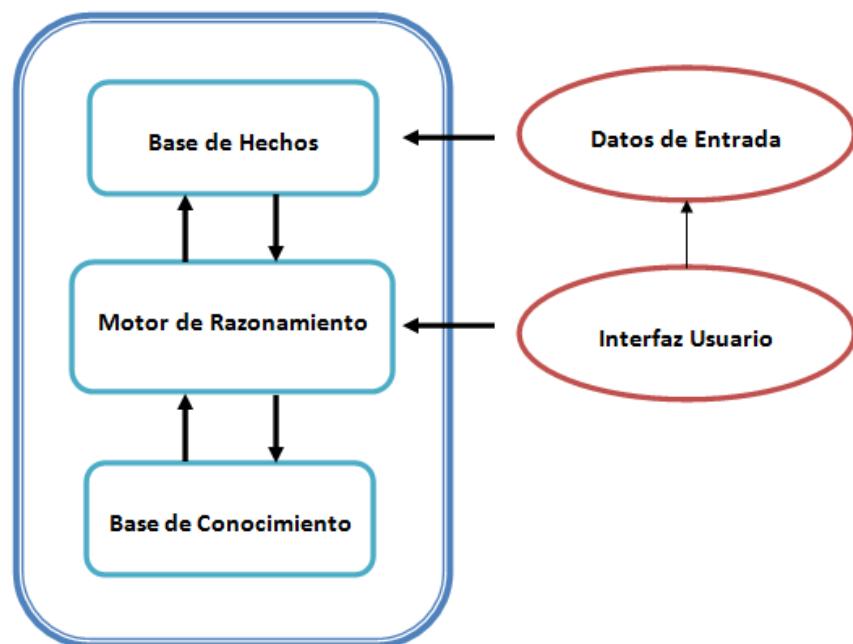 Base de Hechos
Datos de Entrada
Motor de Razonamiento
Interfaz Usuario
Base de Conocimiento